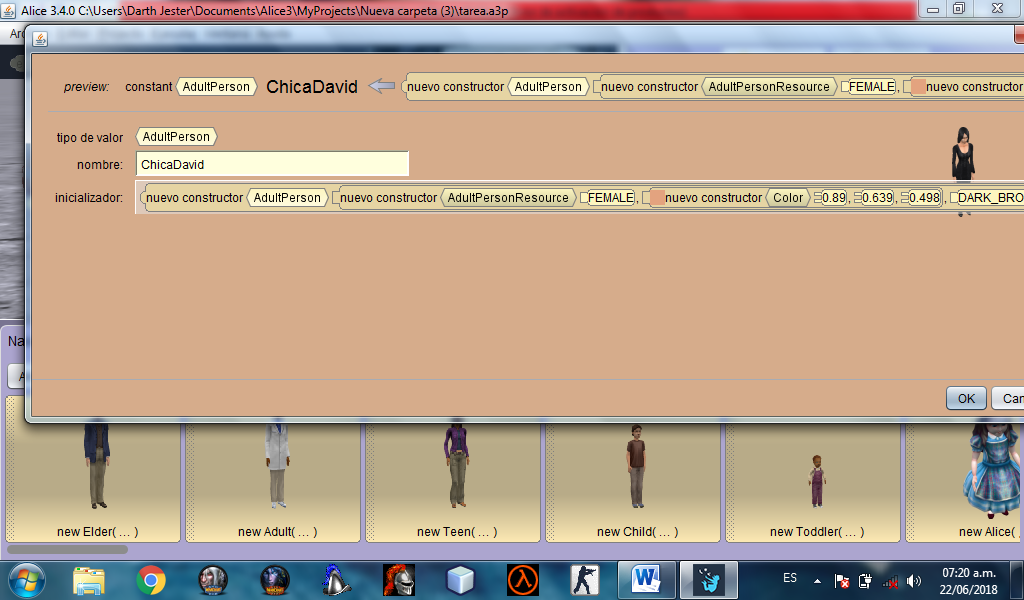 Alice 3.4.0 C:\Users\Darth Jester\Documents\Alice3\MyProjects\Nueva carpeta (3)\tarea.a3p
preview: constant AdultPerson ChicaDavid nuevo constructor AdultPerson nuevo constructor AdultPersonResource FEMALE, nuevo constructor
tipo de valor AdultPerson
nombre: ChicaDavid
inicializador: nuevo constructor AdultPerson nuevo constructor AdultPersonResource FEMALE, nuevo constructor Color 0.89, 0.639, 0.498, DARK_BRO
Na
A
OK Can
new Elder( ... ) new Adult( ... ) new Teen( ... ) new Child( ... ) new Toddler( ... ) new Alice(
ES
07:20 a.m.
22/06/2018